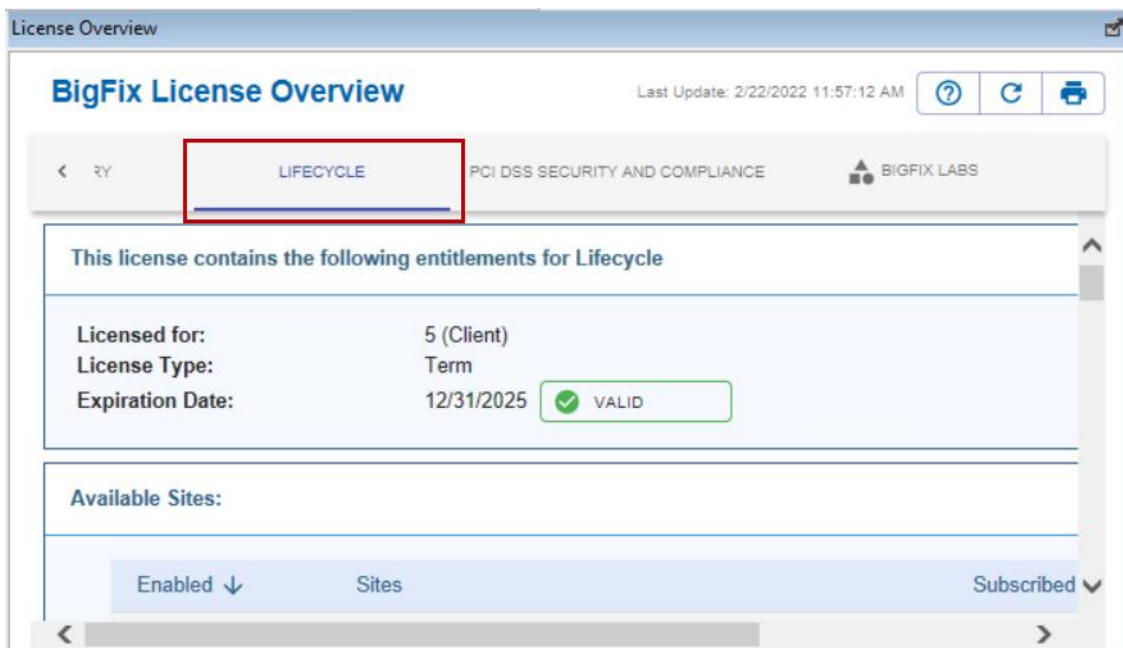 License Overview
BigFix License Overview
Last Update: 2/22/2022 11:57:12 AM
RY LIFECYCLE PCI DSS SECURITY AND COMPLIANCE BIGFIX LABS
This license contains the following entitlements for Lifecycle
Licensed for: 5 (Client)
License Type: Term
Expiration Date: 12/31/2025 VALID
Available Sites:
Enabled Sites Subscribed